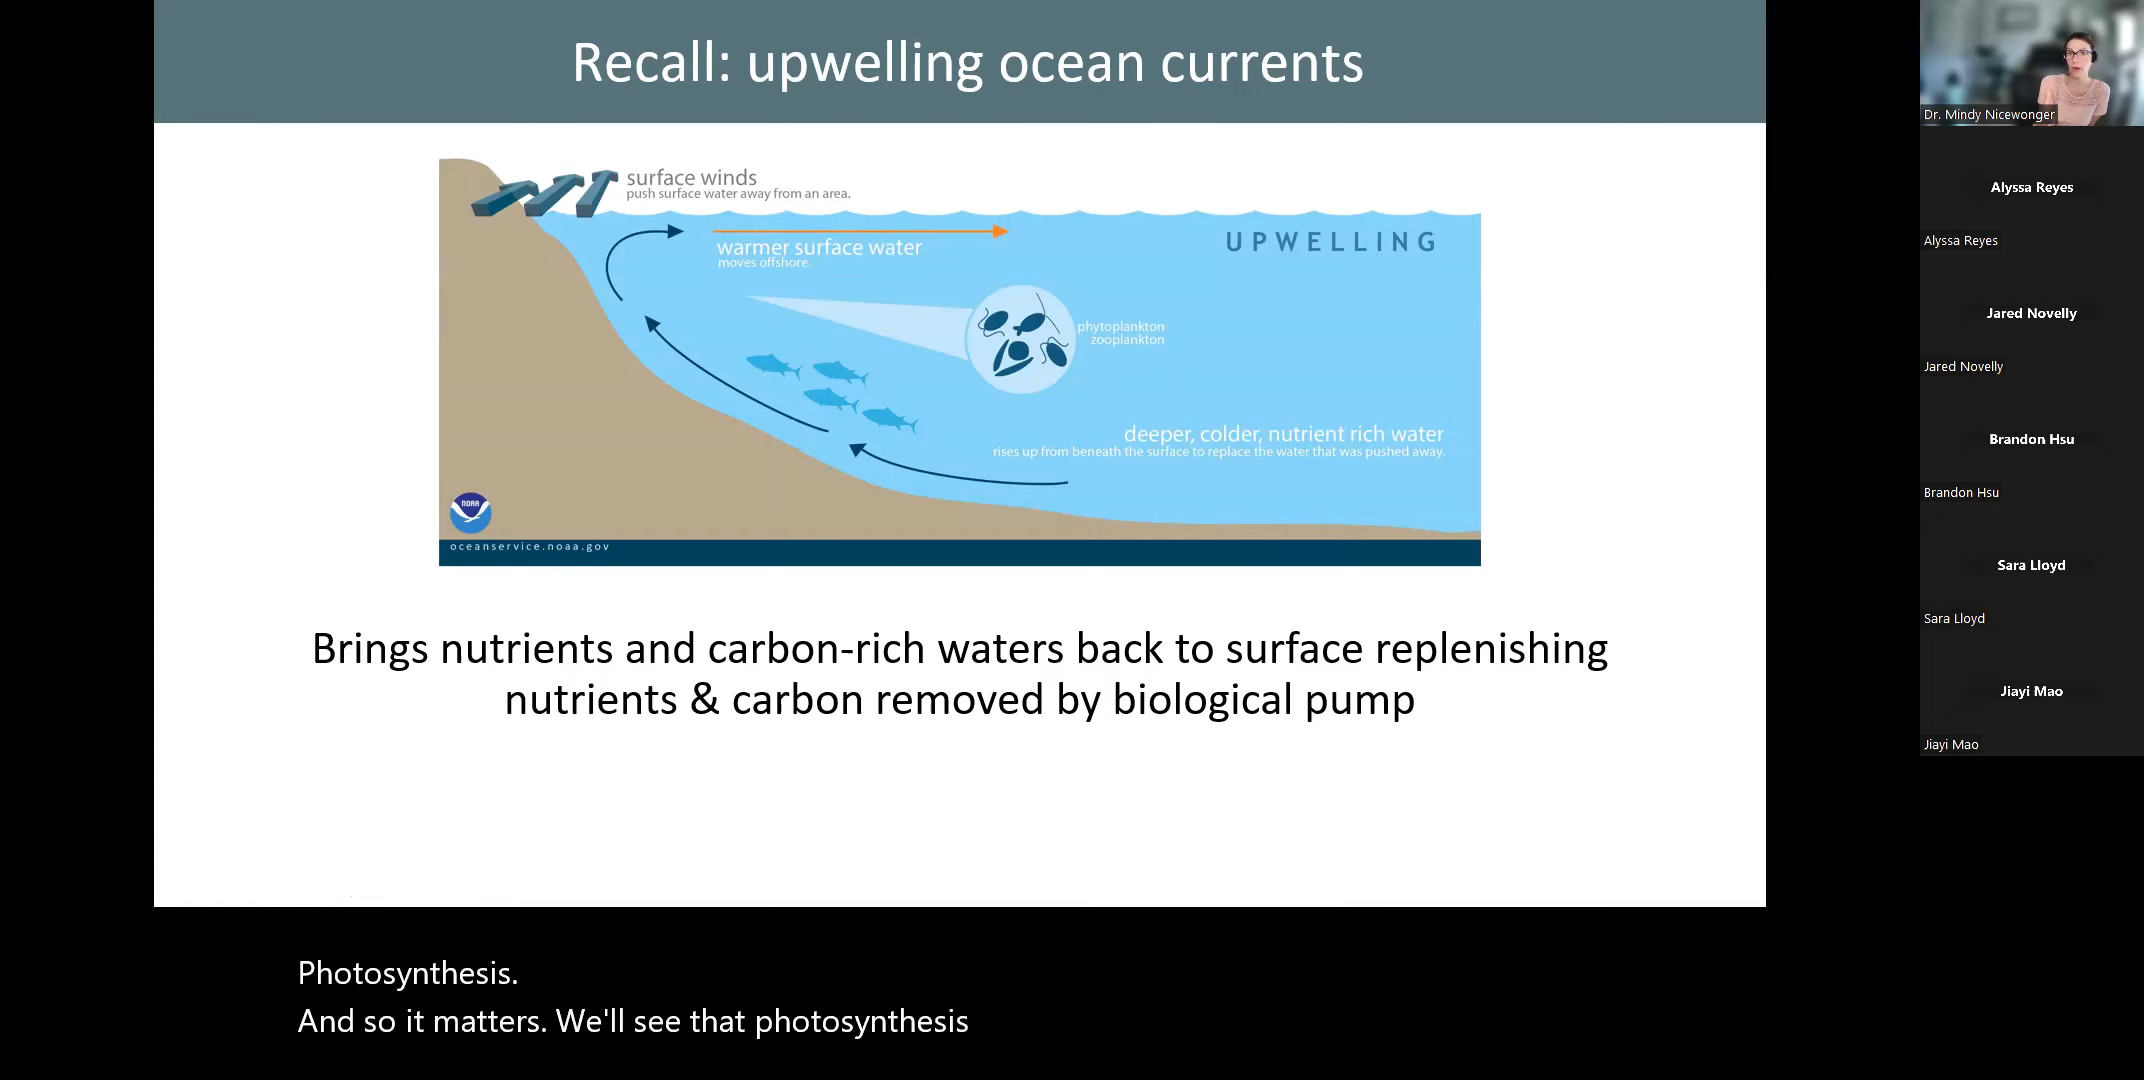 Recall: upwelling ocean currents
surface winds
push surface water away from an area.
warmer surface water
moves offshore.
UPWELLING
phytoplankton
zooplankton
deeper, colder, nutrient rich water
rises up from beneath the surface to replace the water that was pushed away.
NOAA
oceanservice.noaa.gov
Brings nutrients and carbon-rich waters back to surface replenishing
nutrients & carbon removed by biological pump
Photosynthesis.
And so it matters. We'll see that photosynthesis
Dr. Mindy Nicewonger
Alyssa Reyes
Alyssa Reyes
Jared Novelly
Jared Novelly
Brandon Hsu
Brandon Hsu
Sara Lloyd
Sara Lloyd
Jiayi Mao
Jiayi Mao